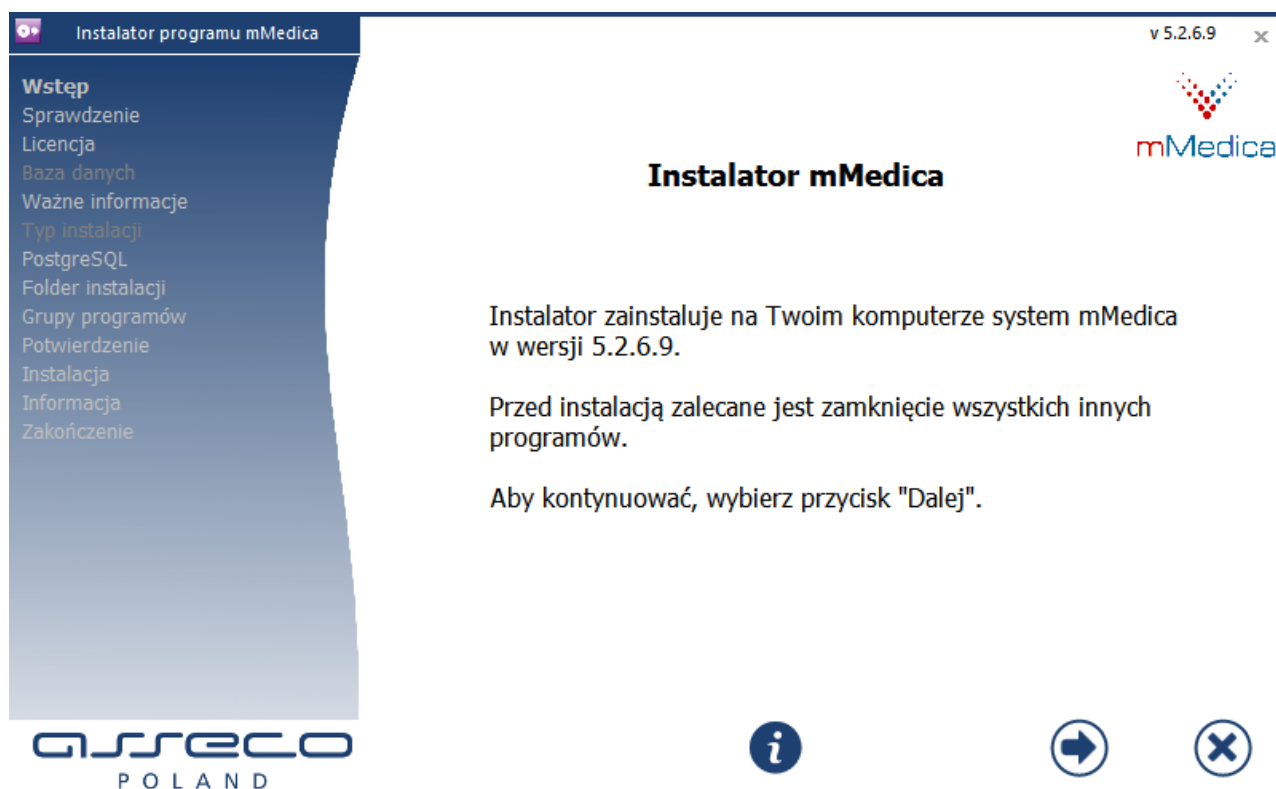 Instalator programu mMedica
v 5.2.6.9
Wstęp
Sprawdzenie
Licencja
Baza danych
Ważne informacje
Typ instalacji
PostgreSQL
Folder instalacji
Grupy programów
Potwierdzenie
Instalacja
Informacja
Zakończenie
mMedica
Instalator mMedica
Instalator zainstaluje na Twoim komputerze system mMedica
w wersji 5.2.6.9.
Przed instalacją zalecane jest zamknięcie wszystkich innych
programów.
Aby kontynuować, wybierz przycisk "Dalej".
asseco
POLAND